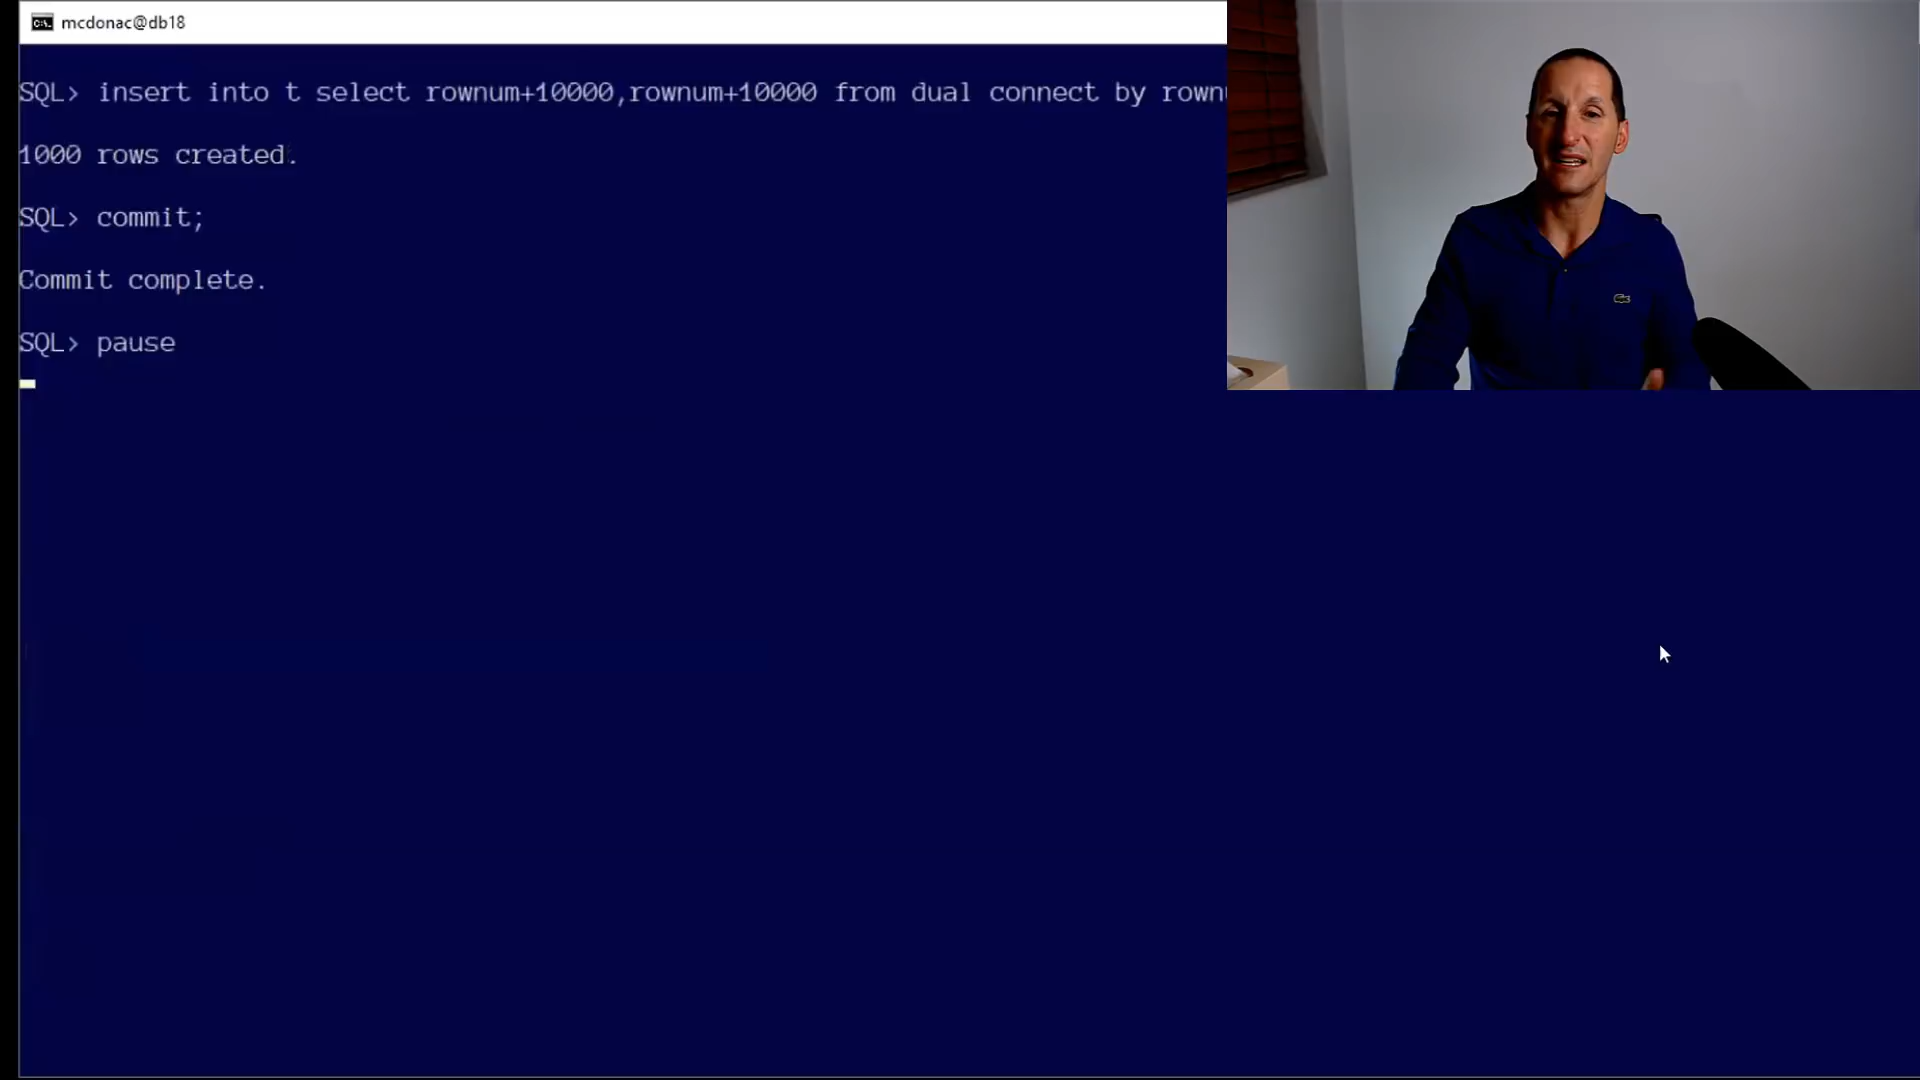 mcdonac@db18
SQL> insert into t select rownum+10000,rownum+10000 from dual connect by
1000 rows created.
SQL> commit;
Commit complete.
SQL> pause